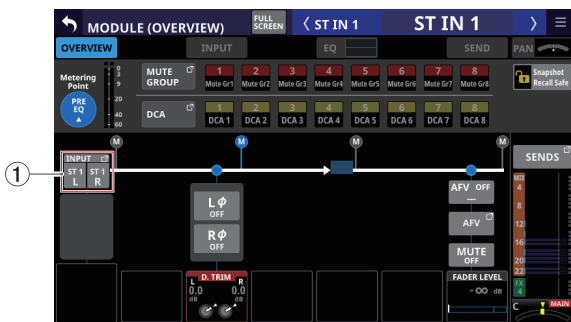 MODULE (OVERVIEW) FULL SCREEN ST IN 1 ST IN 1
OVERVIEW INPUT EQ SEND PAN
Metering Point
PRE EQ
0
3
9
20
40
60
MUTE GROUP
1 2 3 4 5 6 7 8
Mute Gr1 Mute Gr2 Mute Gr3 Mute Gr4 Mute Gr5 Mute Gr6 Mute Gr7 Mute Gr8
DCA
1 2 3 4 5 6 7 8
DCA 1 DCA 2 DCA 3 DCA 4 DCA 5 DCA 6 DCA 7 DCA 8
Snapshot
Recall Safe
M M M M
1
INPUT
ST 1 ST 1
L R
LΦ
OFF
RΦ
OFF
D. TRIM
L R
0.0 0.0
dB dB
AFV OFF
---
AFV
MUTE
OFF
FADER LEVEL
-∞ dB
SENDS
MIX
4
8
12
16
20
22
FX
4
C MAIN